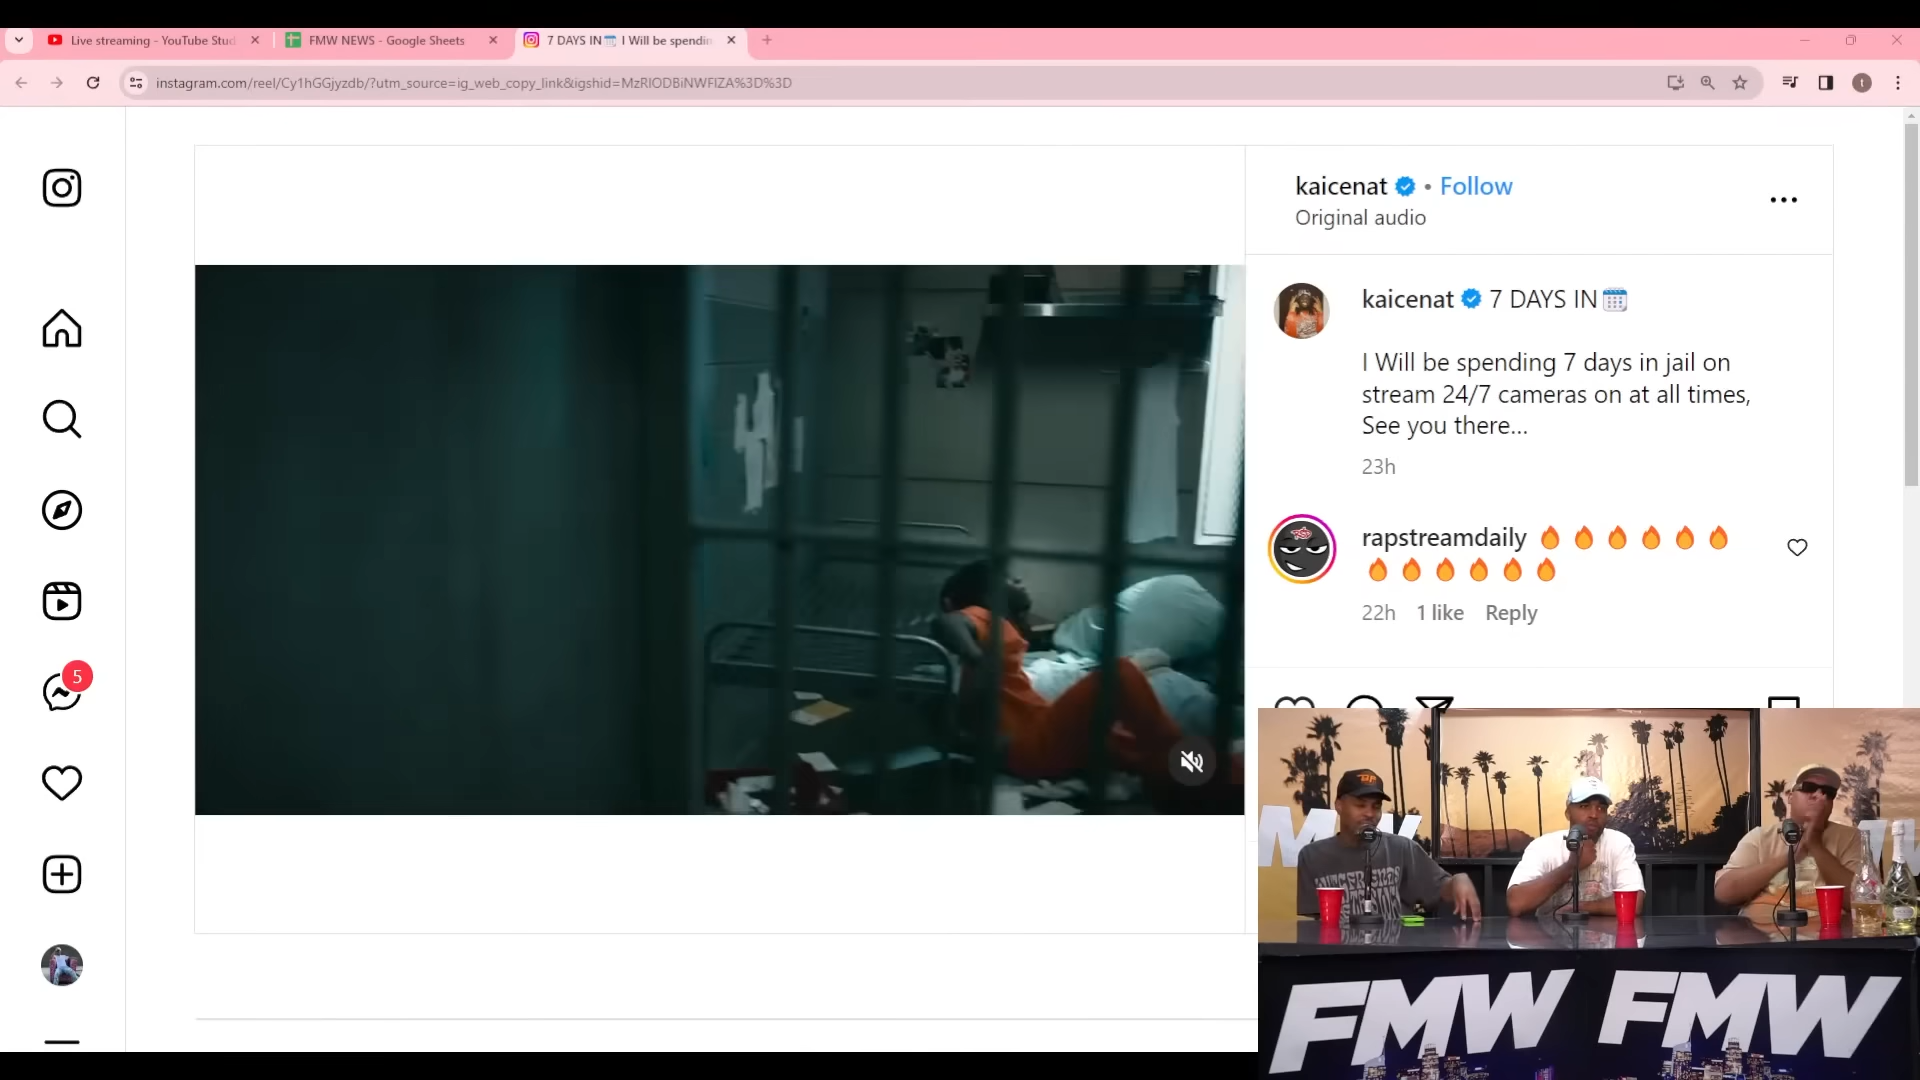 Live streaming - YouTube Stud
FMW NEWS - Google Sheets
7 DAYS IN🗓️ I Will be spendin
instagram.com/reel/Cy1hGGjyzdb/?utm_source=ig_web_copy_link&igshid=MzRlODBiNWFlZA%3D%3D
t
kaicenat • Follow
Original audio
kaicenat 7 DAYS IN🗓️
I Will be spending 7 days in jail on
stream 24/7 cameras on at all times,
See you there...
23h
rapstreamdaily 🔥🔥🔥🔥🔥🔥
🔥🔥🔥🔥🔥🔥
22h 1 like Reply
5
FMW FMW